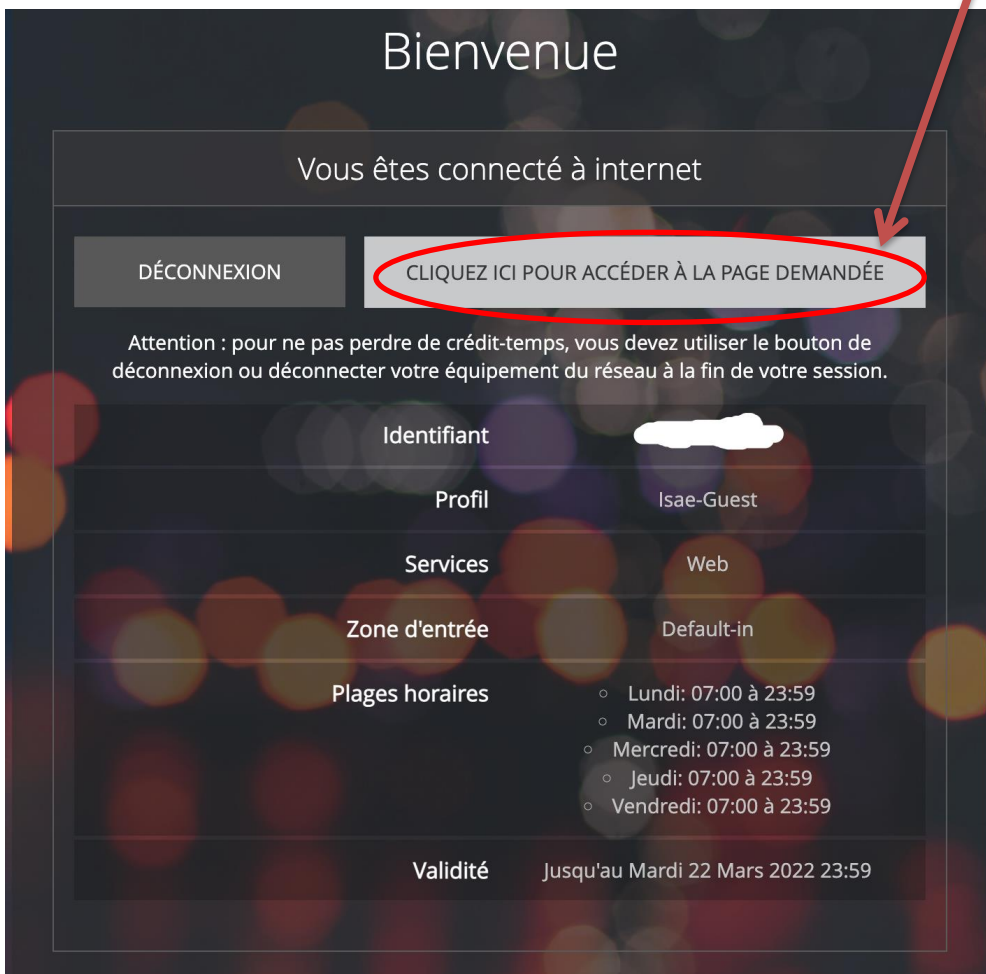 Bienvenue
Vous êtes connecté à internet
DÉCONNEXION
CLIQUEZ ICI POUR ACCÉDER À LA PAGE DEMANDÉE
Attention : pour ne pas perdre de crédit-temps, vous devez utiliser le bouton de
déconnexion ou déconnecter votre équipement du réseau à la fin de votre session.
Identifiant
Profil Isae-Guest
Services Web
Zone d'entrée Default-in
Plages horaires
○ Lundi: 07:00 à 23:59
○ Mardi: 07:00 à 23:59
○ Mercredi: 07:00 à 23:59
○ Jeudi: 07:00 à 23:59
○ Vendredi: 07:00 à 23:59
Validité Jusqu'au Mardi 22 Mars 2022 23:59